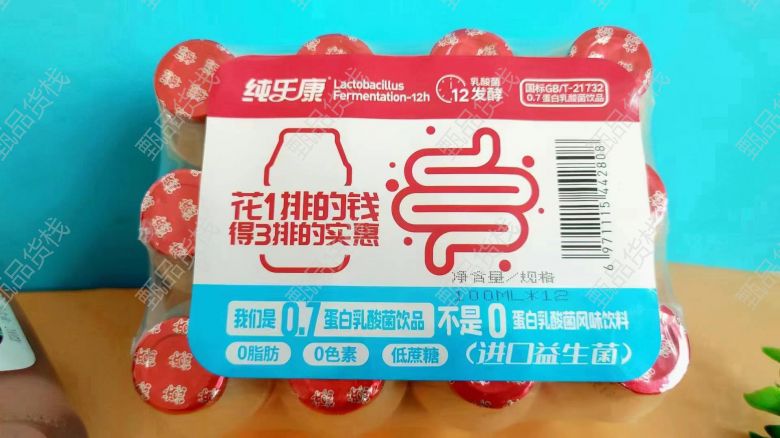 纯乐康
Lactobacillus
Fermentation-12h
12
乳酸菌
发酵
国标GB/T-21732
0.7蛋白乳酸菌饮品
花1排的钱
得3排的实惠
6 971115 442808
净含量/规格
100ML*12
我们是0.7蛋白乳酸菌饮品 不是0蛋白乳酸菌风味饮料
0脂肪 0色素 低蔗糖 (进口益生菌)
甄品货栈